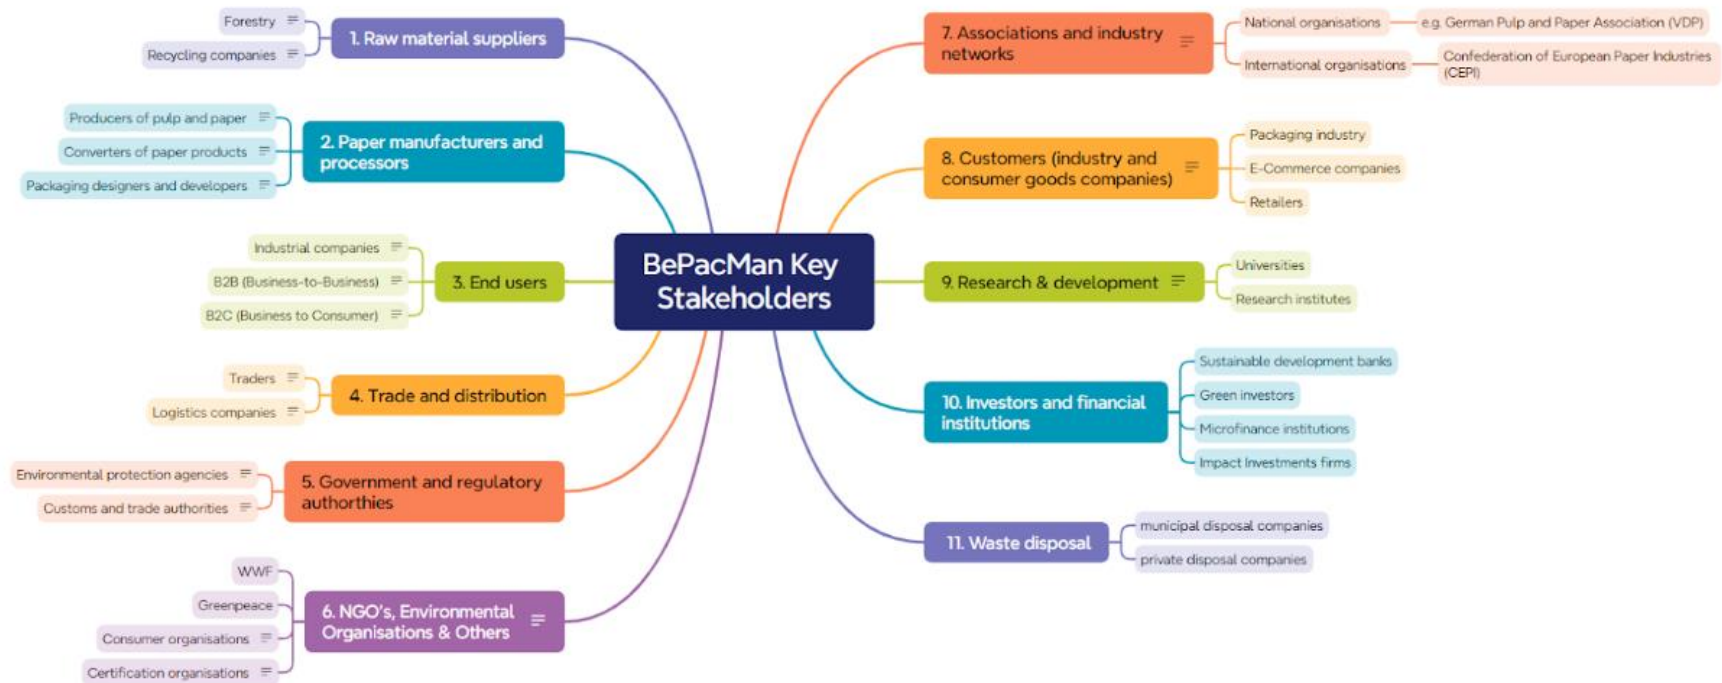 BePacMan Key
Stakeholders
1. Raw material suppliers
Forestry
Recycling companies
2. Paper manufacturers and
processors
Producers of pulp and paper
Converters of paper products
Packaging designers and developers
3. End users
Industrial companies
B2B (Business-to-Business)
B2C (Business to Consumer)
4. Trade and distribution
Traders
Logistics companies
5. Government and regulatory
authorthies
Environmental protection agencies
Customs and trade authorities
6. NGO's, Environmental
Organisations & Others
WWF
Greenpeace
Consumer organisations
Certification organisations
7. Associations and industry
networks
National organisations
e.g. German Pulp and Paper Association (VDP)
International organisations
Confederation of European Paper Industries
(CEPI)
8. Customers (industry and
consumer goods companies)
Packaging industry
E-Commerce companies
Retailers
9. Research & development
Universities
Research institutes
10. Investors and financial
institutions
Sustainable development banks
Green investors
Microfinance institutions
Impact Investments firms
11. Waste disposal
municipal disposal companies
private disposal companies